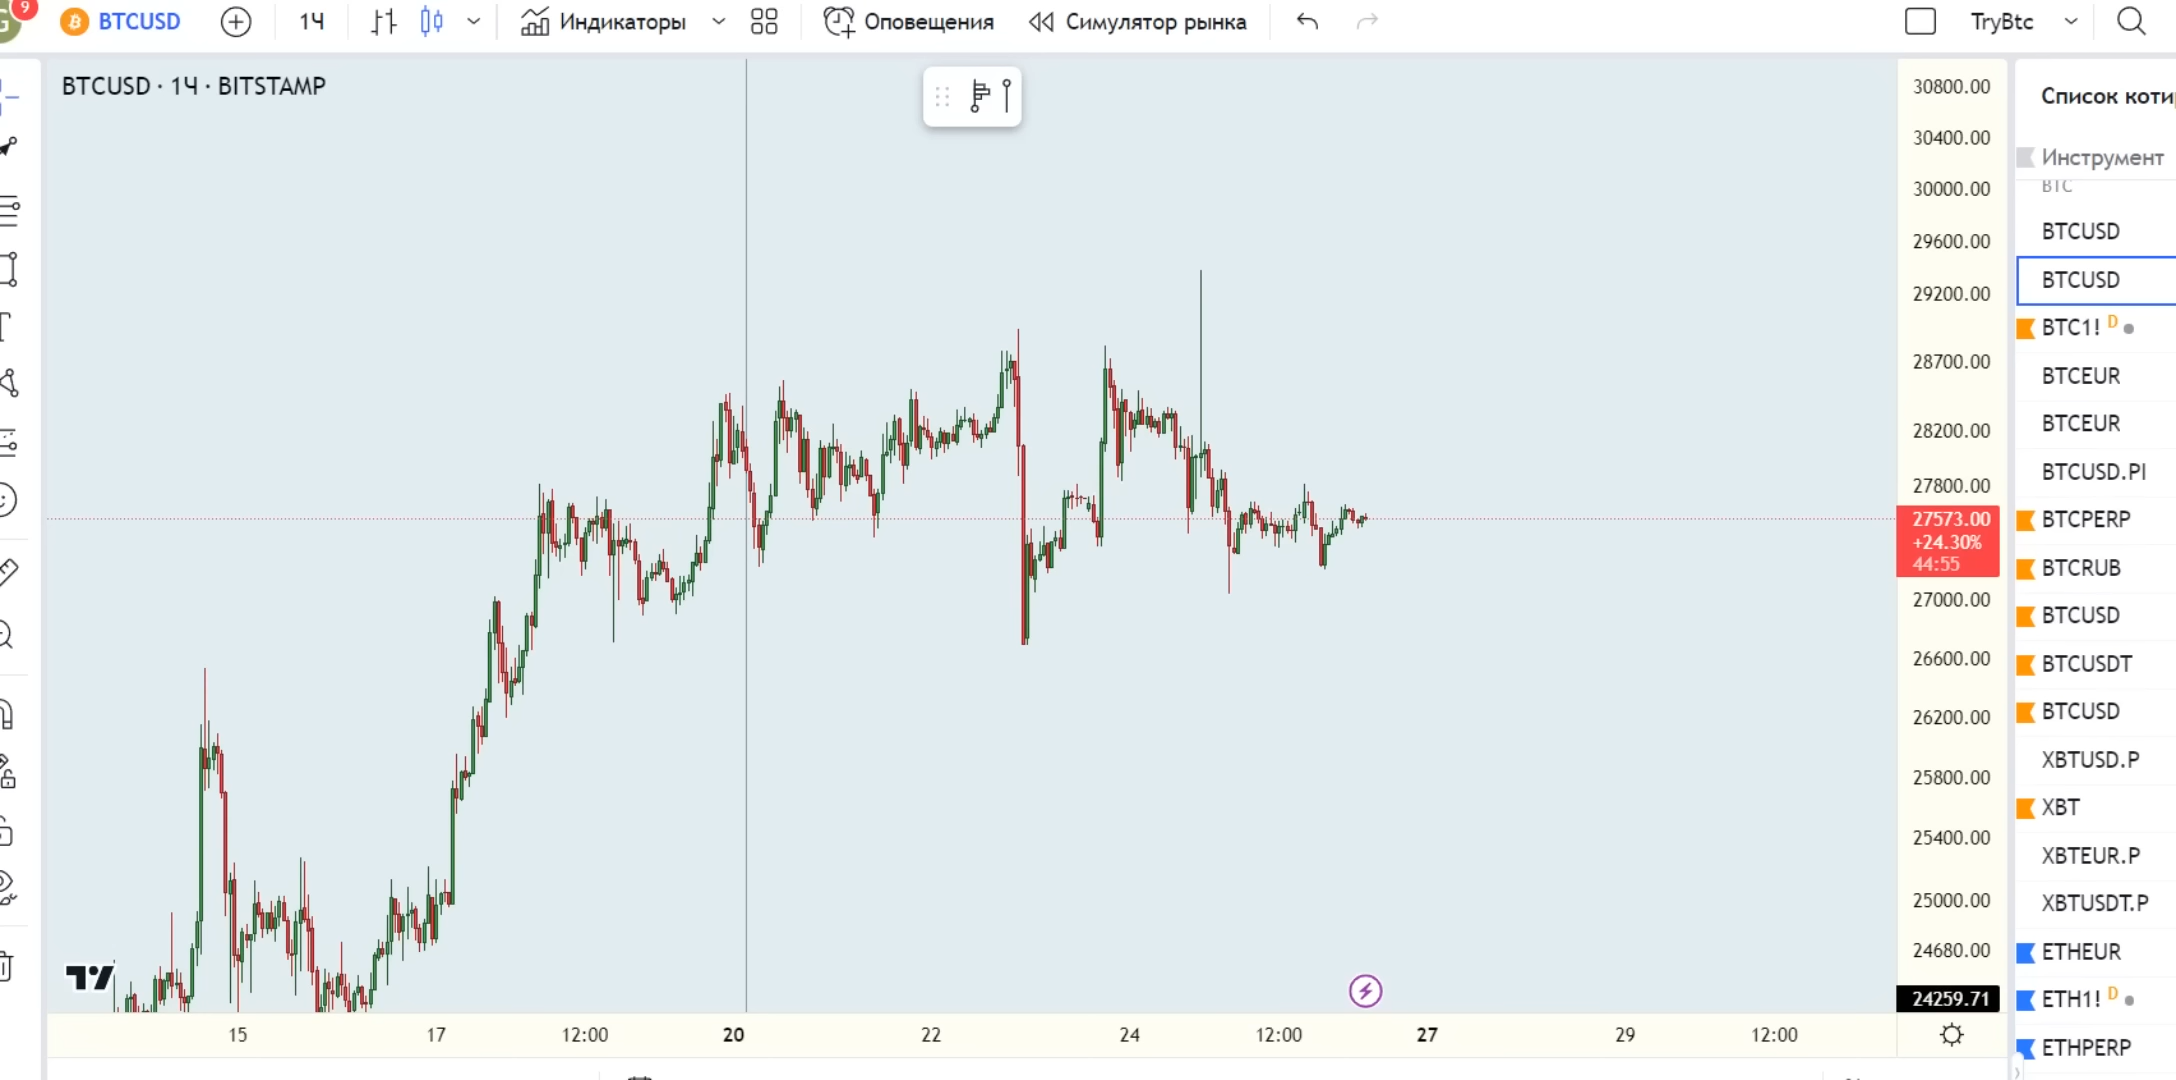 9 BTCUSD 1Ч Индикаторы Оповещения Симулятор рынка TryBtc
BTCUSD · 1Ч · BITSTAMP
30800.00
30400.00
30000.00
29600.00
29200.00
28700.00
28200.00
27800.00
27573.00
+24.30%
44:55
27000.00
26600.00
26200.00
25800.00
25400.00
25000.00
24680.00
24259.71
15 17 12:00 20 22 24 12:00 27 29 12:00
Список коти
Инструмент
BTC
BTCUSD
BTCUSD
BTC1! D
BTCEUR
BTCEUR
BTCUSD.PI
BTCPERP
BTCRUB
BTCUSD
BTCUSDT
BTCUSD
XBTUSD.P
XBT
XBTEUR.P
XBTUSDT.P
ETHEUR
ETH1! D
ETHPERP